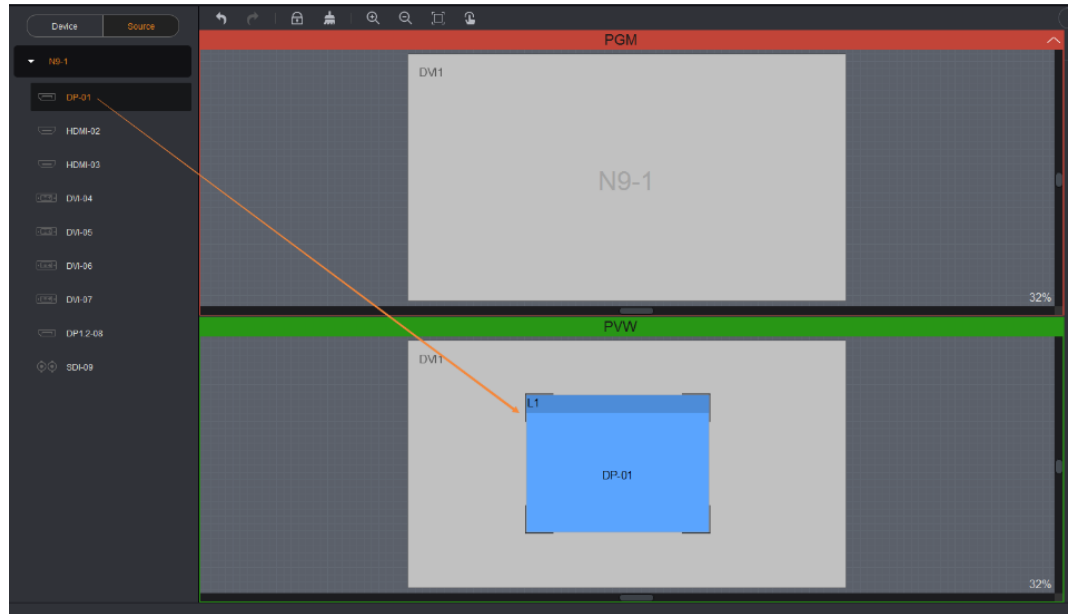 Device
Source
N9-1
DP-01
HDMI-02
HDMI-03
DVI-04
DVI-05
DVI-06
DVI-07
DP1.2-08
SDI-09
PGM
DVI1
N9-1
32%
PVW
DVI1
L1
DP-01
32%